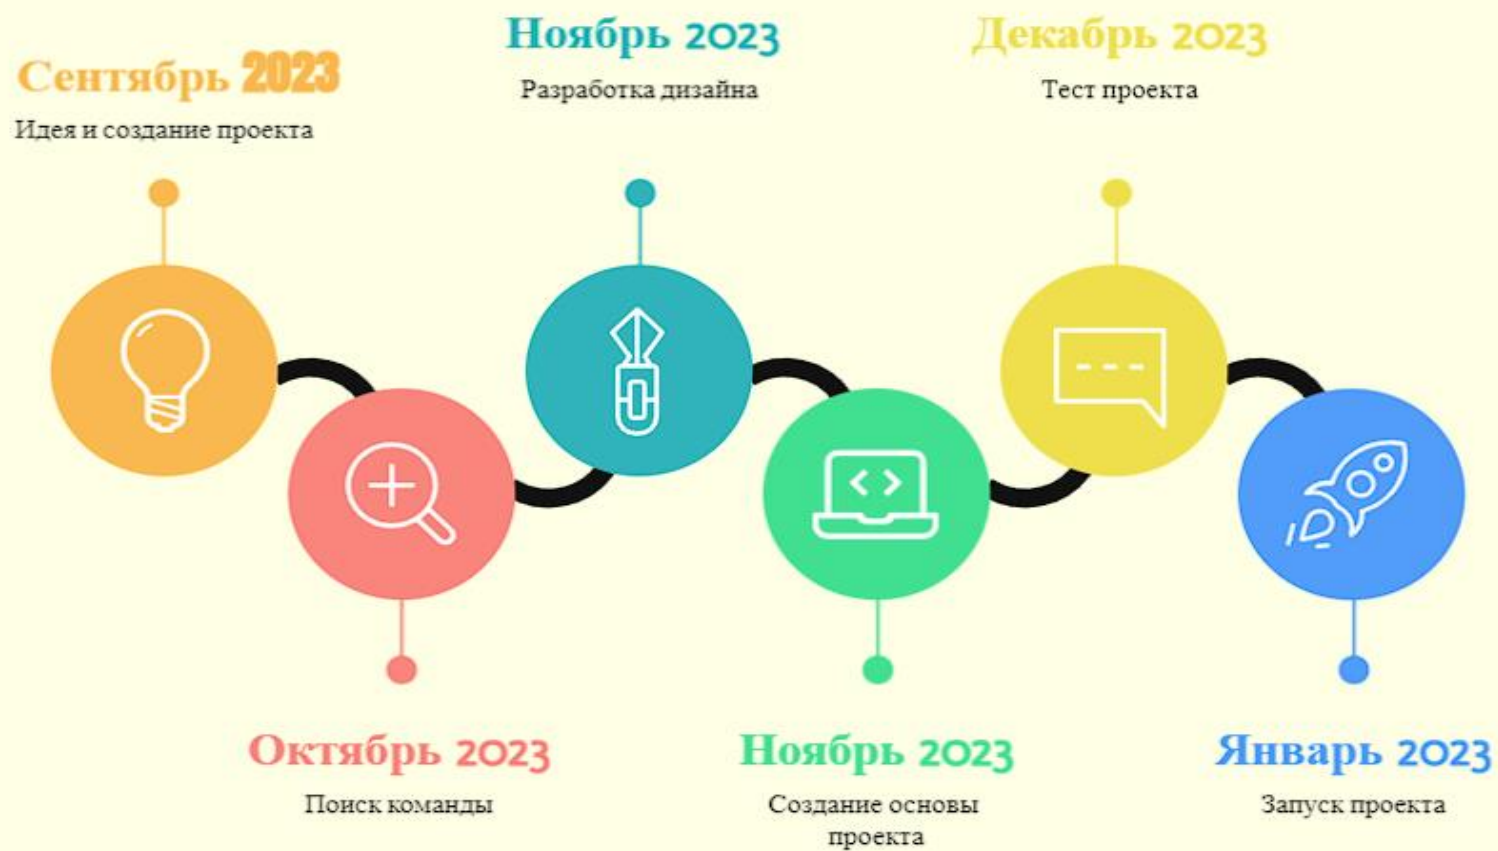 Сентябрь 2023
Идея и создание проекта
Октябрь 2023
Поиск команды
Ноябрь 2023
Разработка дизайна
Ноябрь 2023
Создание основы
проекта
Декабрь 2023
Тест проекта
Январь 2023
Запуск проекта